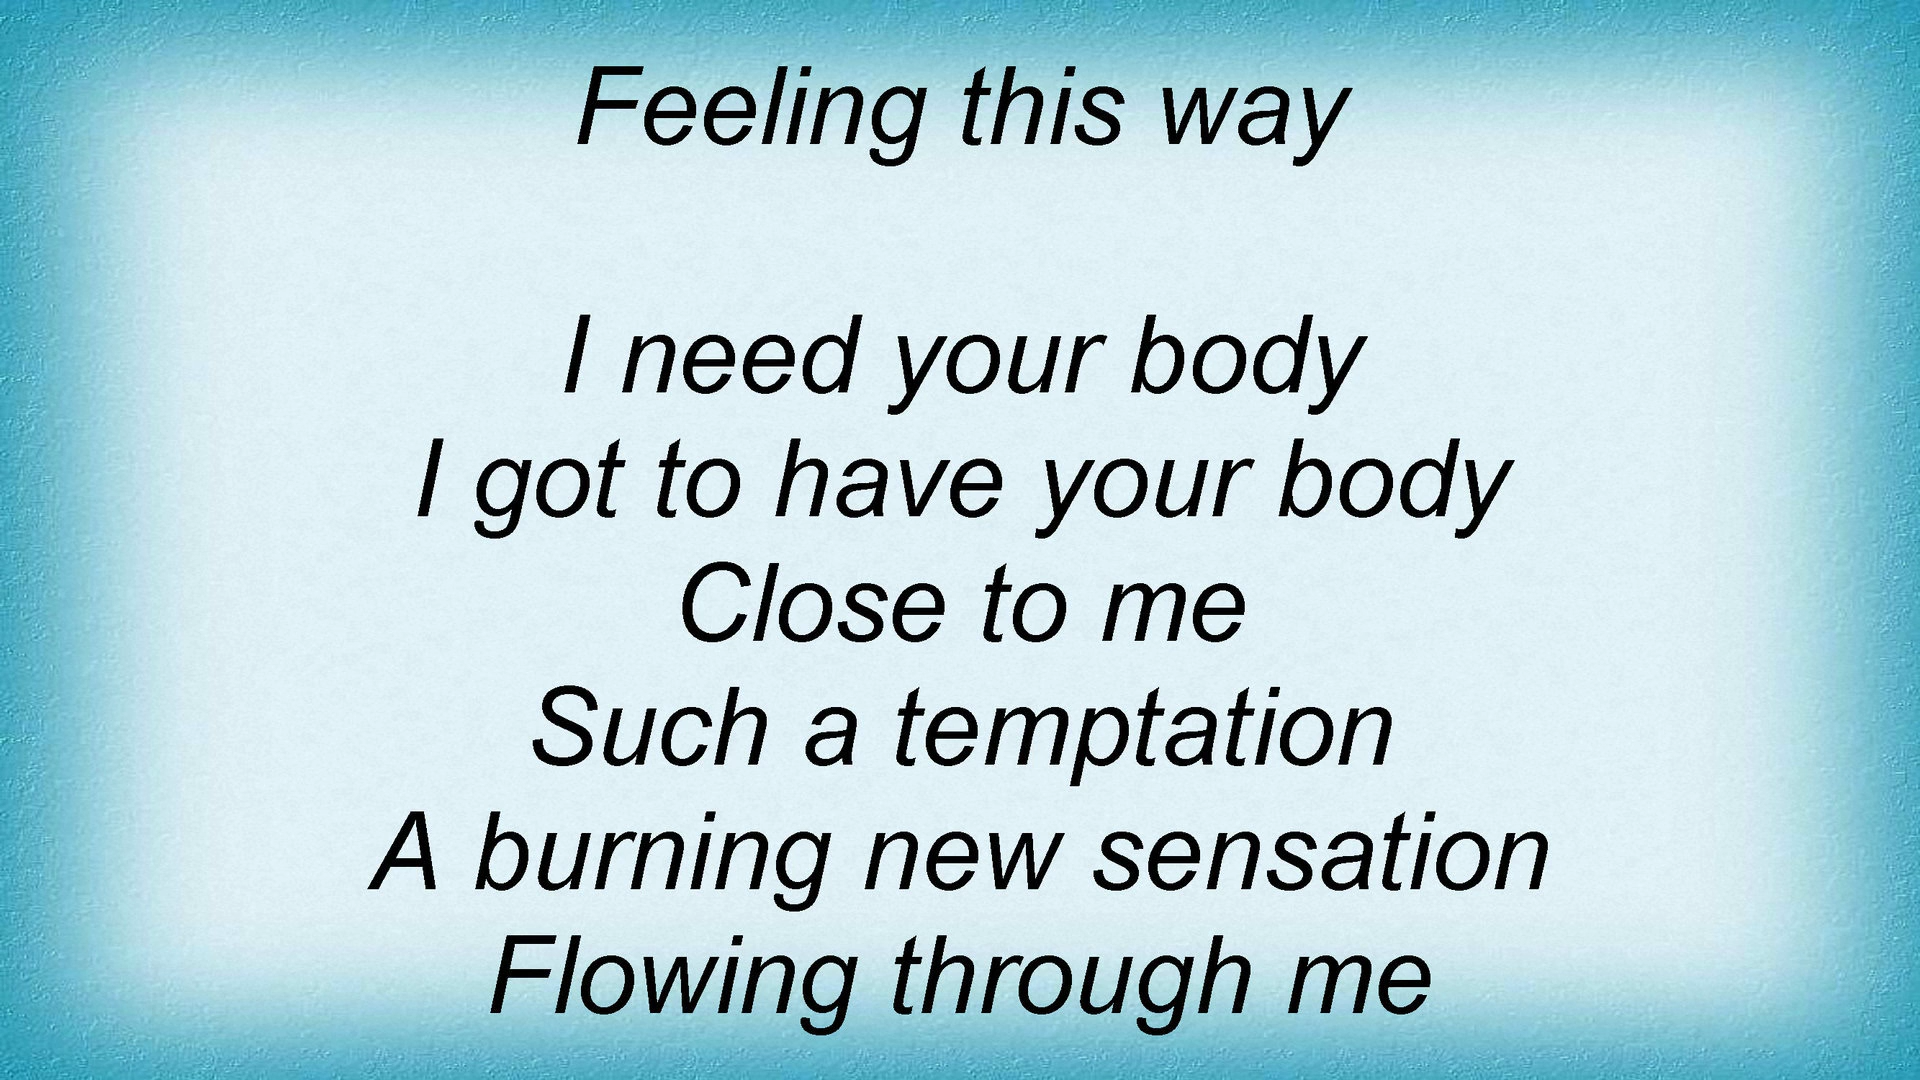 Feeling this way
I need your body
I got to have your body
Close to me
Such a temptation
A burning new sensation
Flowing through me